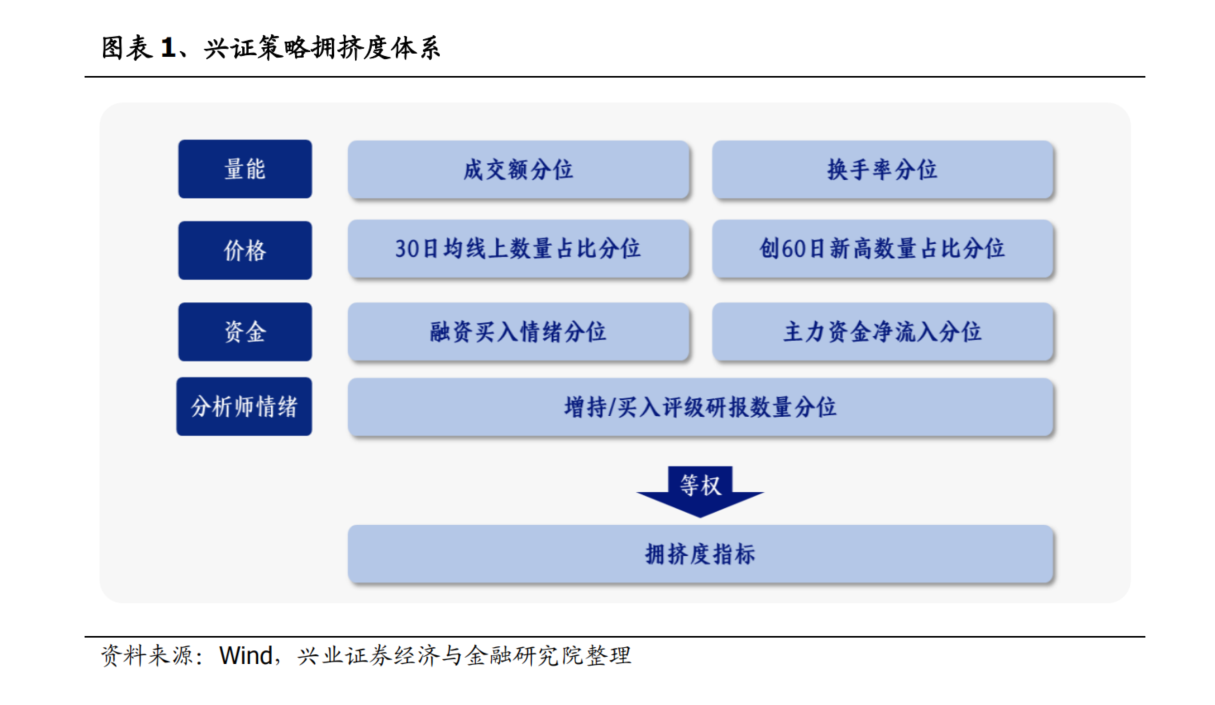 图表 1、兴证策略拥挤度体系
量能
成交额分位
换手率分位
价格
30日均线上数量占比分位
创60日新高数量占比分位
资金
融资买入情绪分位
主力资金净流入分位
分析师情绪
增持/买入评级研报数量分位
等权
拥挤度指标
资料来源：Wind，兴业证券经济与金融研究院整理